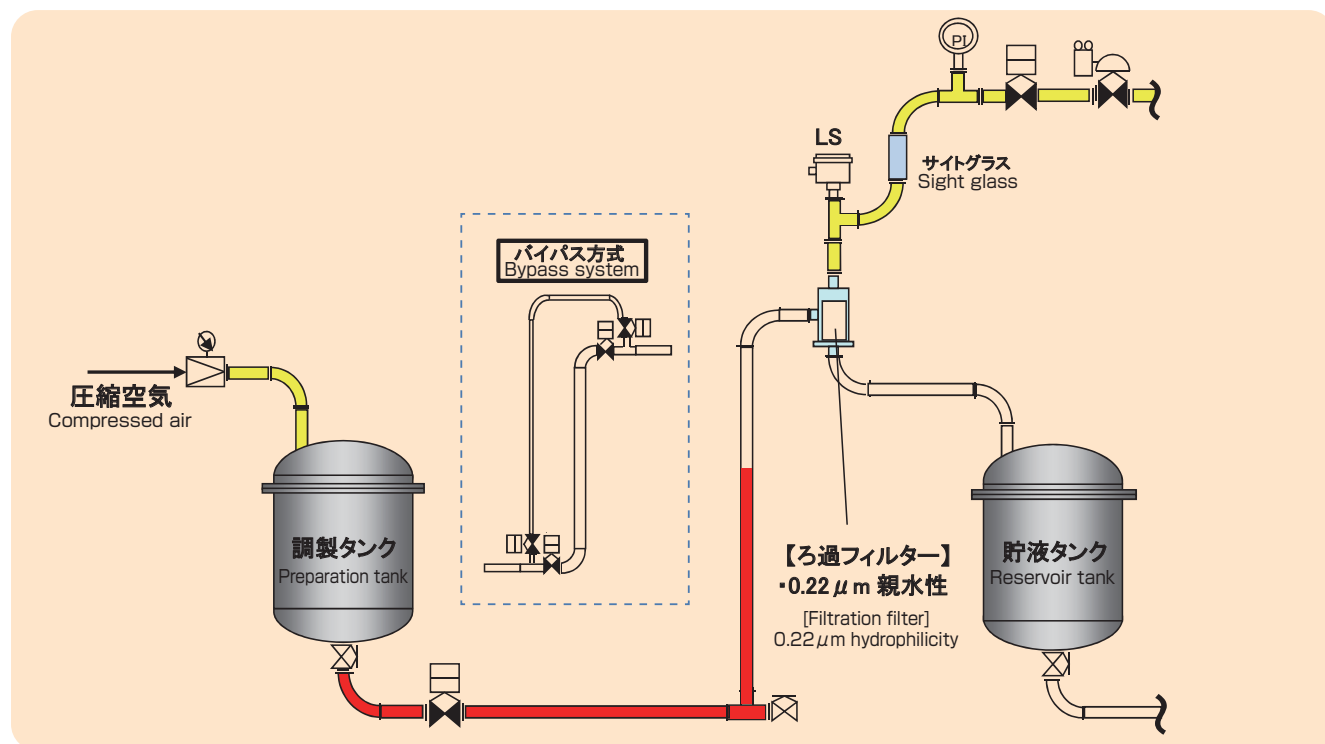 PI
LS
サイトグラス
Sight glass
バイパス方式
Bypass system
圧縮空気
Compressed air
調製タンク
Preparation tank
【ろ過フィルター】
・0.22μm 親水性
[Filtration filter]
0.22μm hydrophilicity
貯液タンク
Reservoir tank